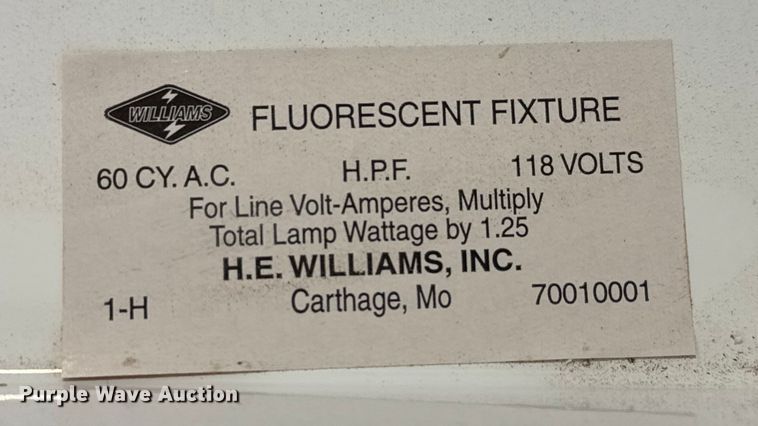 WILLIAMS
FLUORESCENT FIXTURE
60 CY. A.C. H.P.F. 118 VOLTS
For Line Volt-Amperes, Multiply
Total Lamp Wattage by 1.25
H.E. WILLIAMS, INC.
1-H Carthage, Mo 70010001
Purple Wave Auction